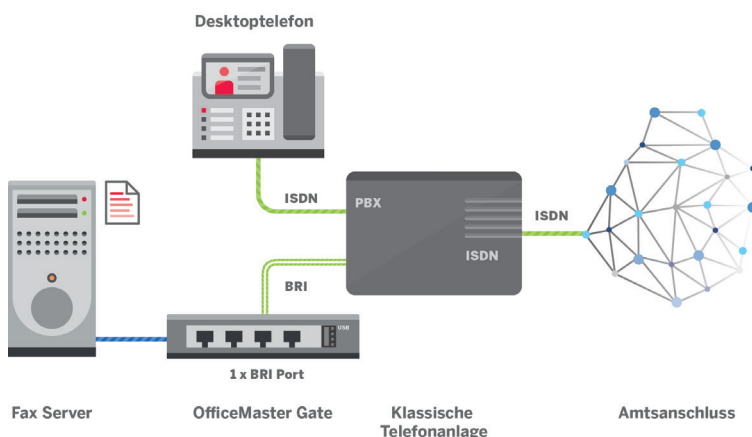 Desktoptelefon
ISDN
PBX
ISDN
ISDN
BRI
USB
1 x BRI Port
Fax Server
OfficeMaster Gate
Klassische
Telefonanlage
Amtsanschluss